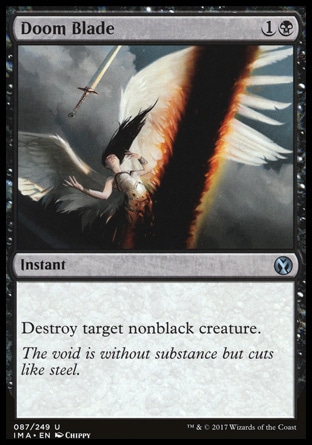 Doom Blade 1
Instant
Destroy target nonblack creature.
The void is without substance but cuts
like steel.
087/249 U
IMA • EN Chippy
™ & © 2017 Wizards of the Coast